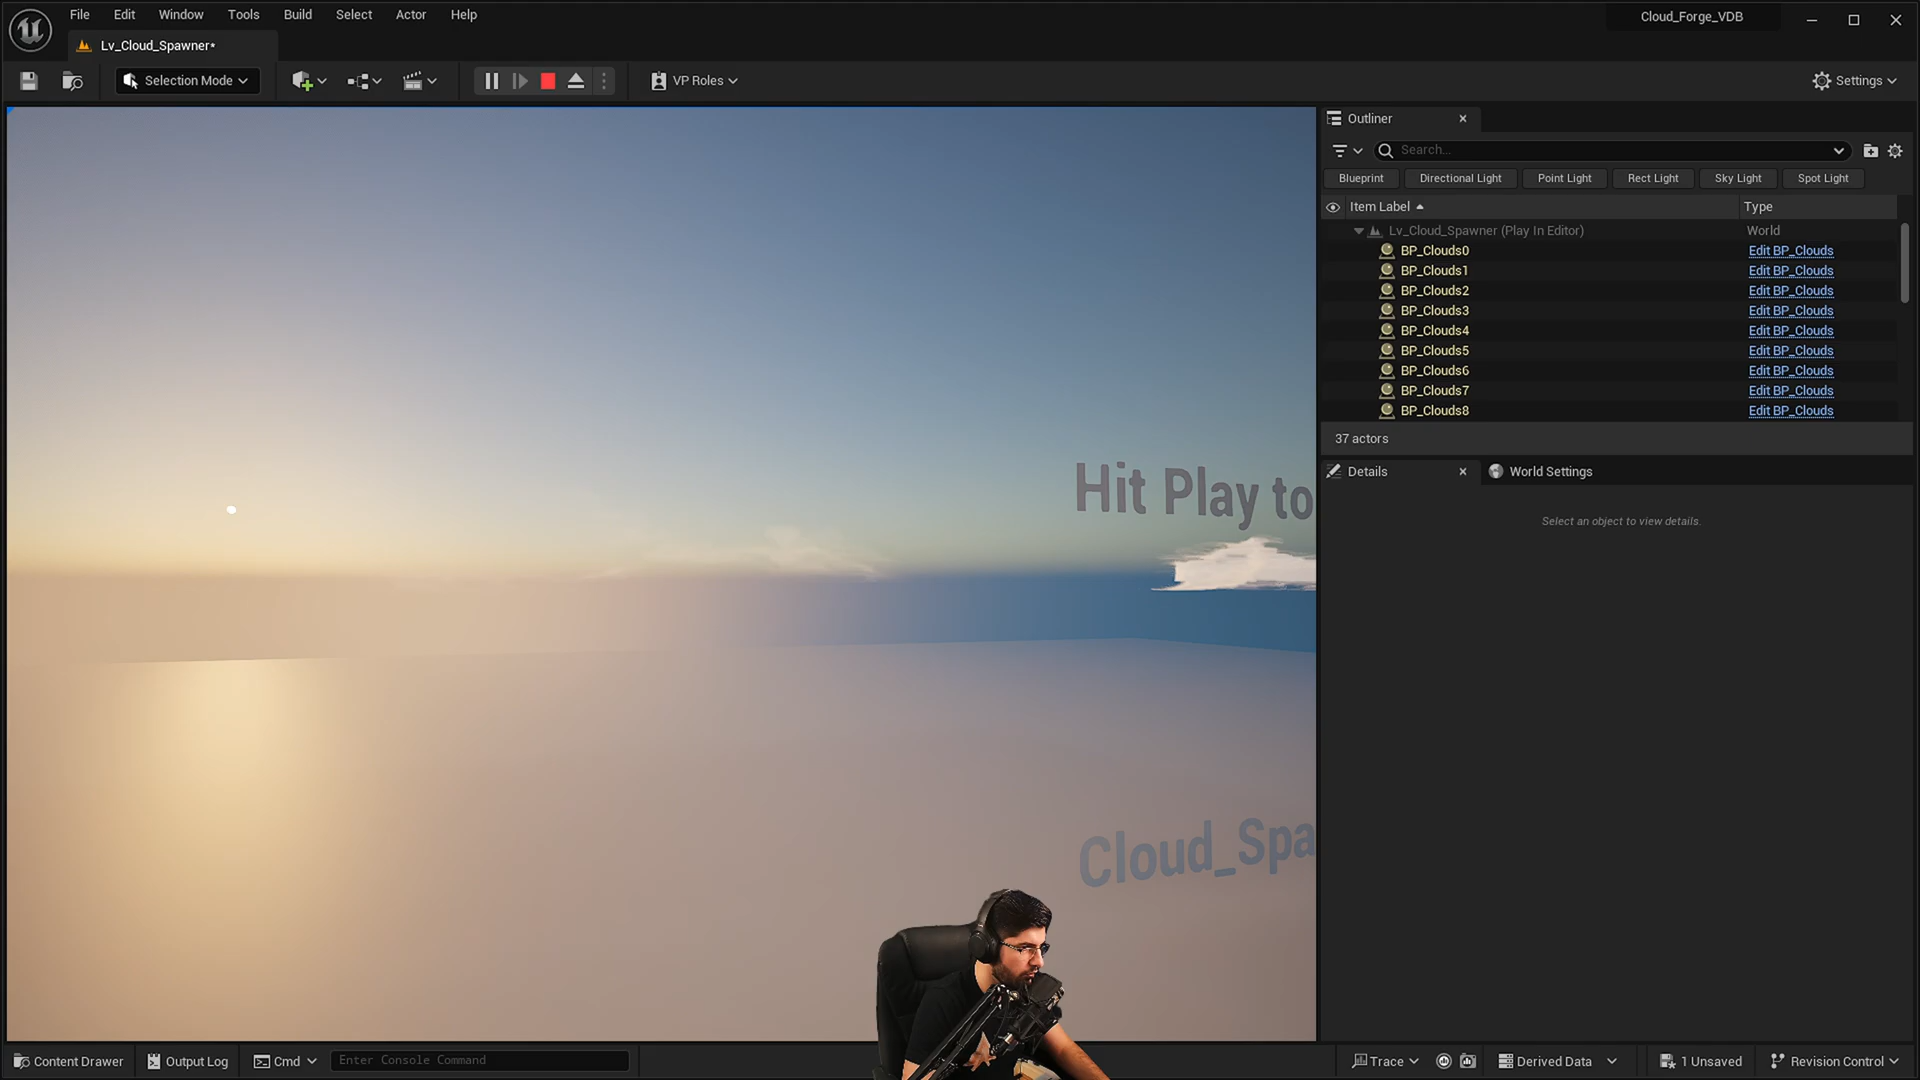 File Edit Window Tools Build Select Actor Help
Cloud_Forge_VDB
Lv_Cloud_Spawner*
Selection Mode
VP Roles
Settings
Outliner
Search...
Blueprint Directional Light Point Light Rect Light Sky Light Spot Light
Item Label Type
Lv_Cloud_Spawner (Play In Editor) World
BP_Clouds0 Edit BP_Clouds
BP_Clouds1 Edit BP_Clouds
BP_Clouds2 Edit BP_Clouds
BP_Clouds3 Edit BP_Clouds
BP_Clouds4 Edit BP_Clouds
BP_Clouds5 Edit BP_Clouds
BP_Clouds6 Edit BP_Clouds
BP_Clouds7 Edit BP_Clouds
BP_Clouds8 Edit BP_Clouds
37 actors
Details World Settings
Select an object to view details.
Hit Play to
Cloud_Spa
Content Drawer Output Log Cmd Enter Console Command Trace Derived Data 1 Unsaved Revision Control